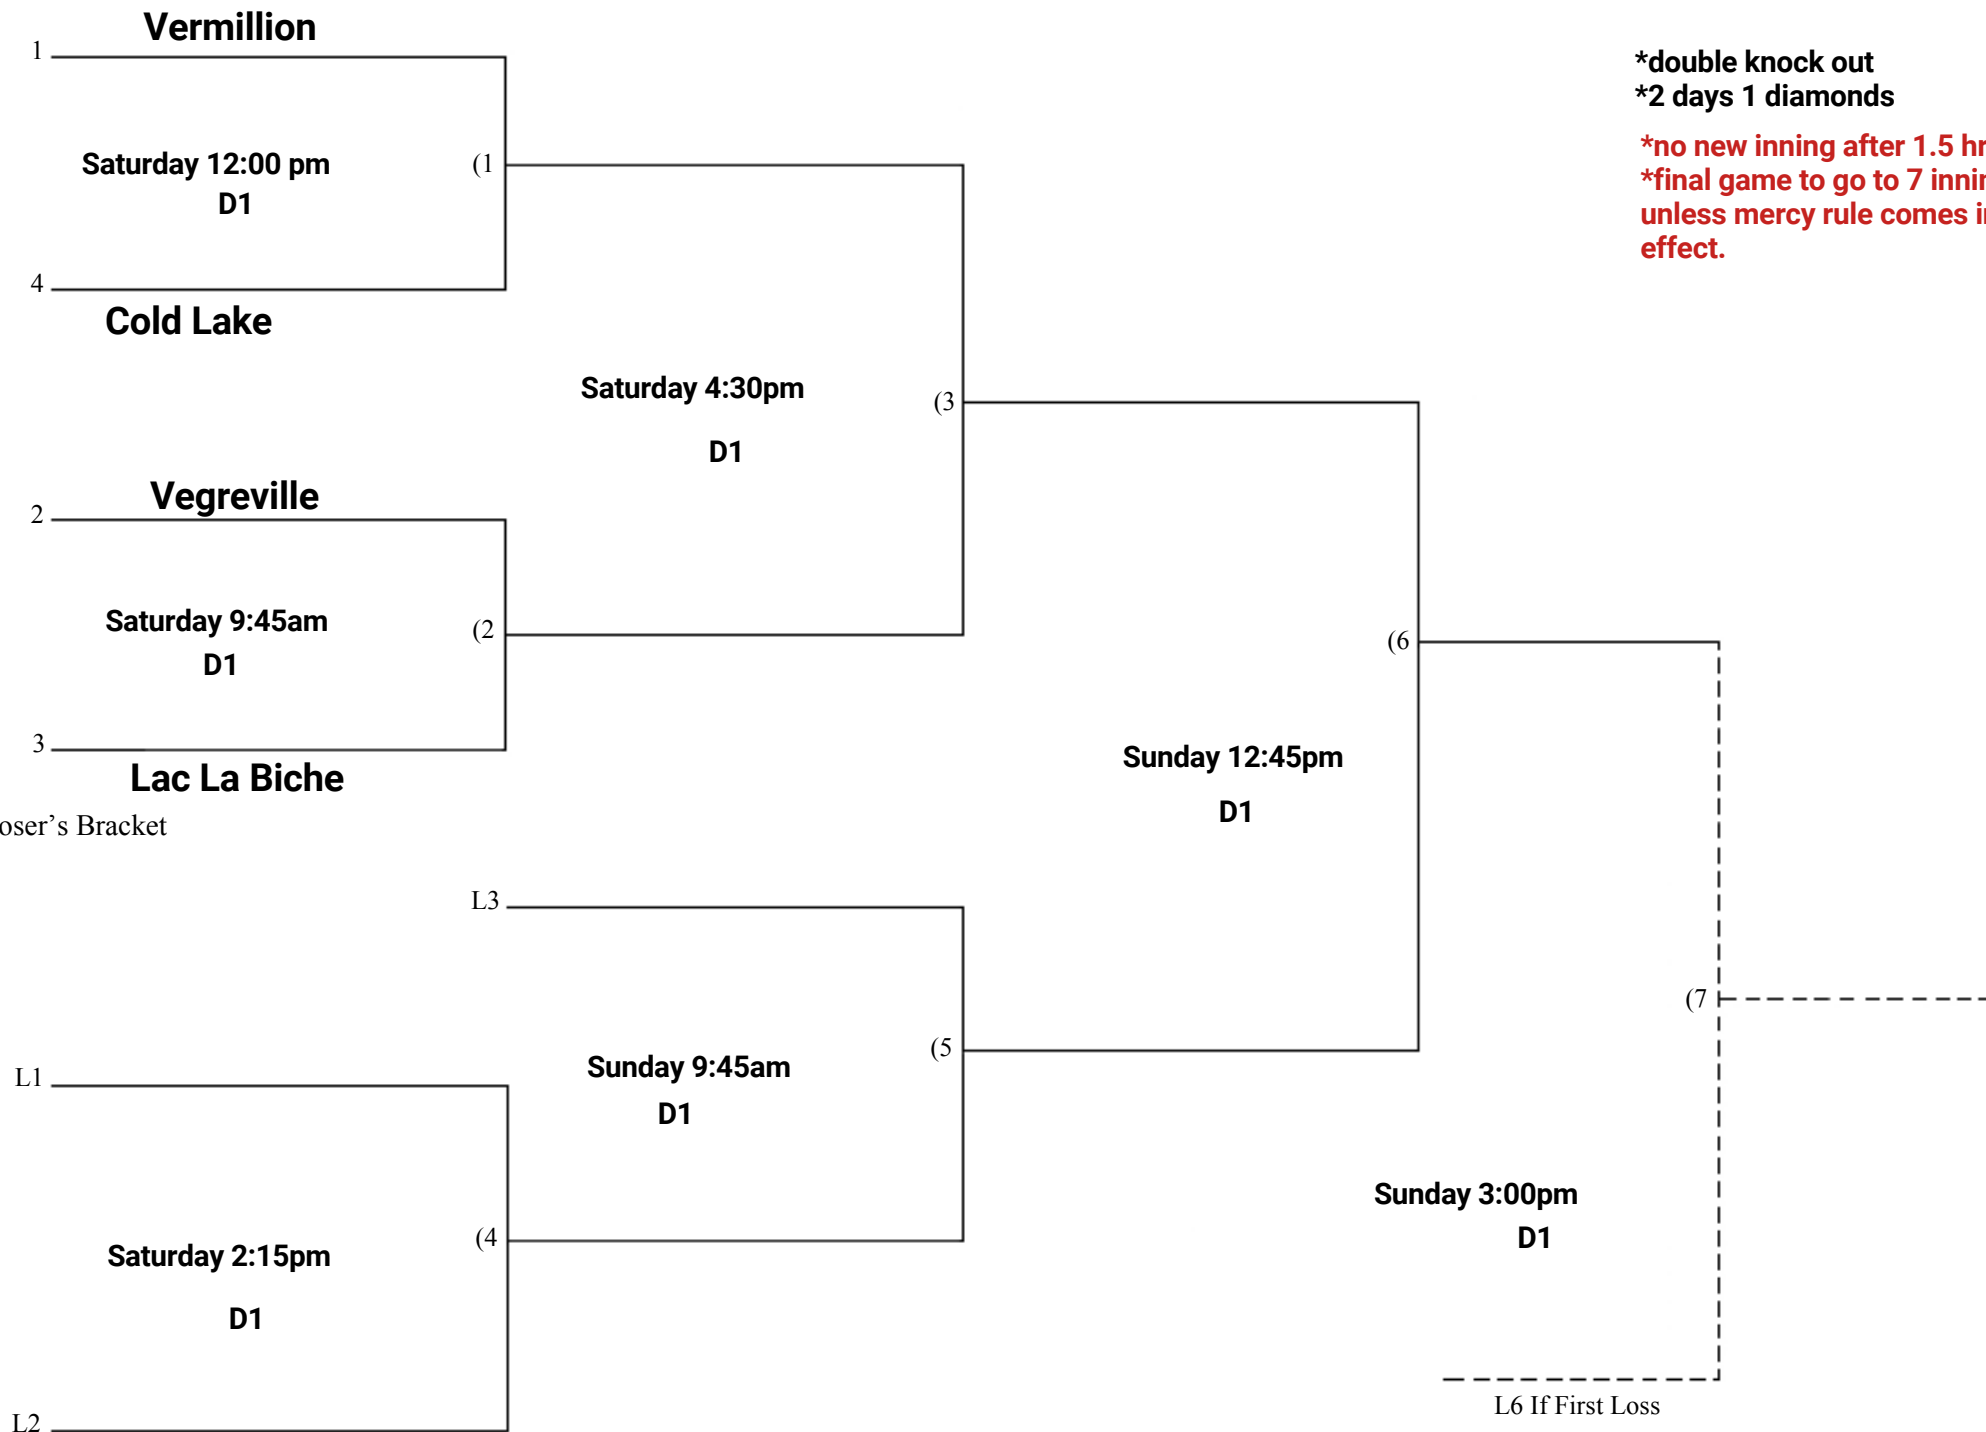 Vermillion
1
*double knock out
*2 days 1 diamonds
*no new inning after 1.5 hr
*final game to go to 7
unless mercy rule comes
effect.
Saturday 12:00 pm
D1
(1
4
Cold Lake
Saturday 4:30pm
D1
(3
Vegreville
2
Saturday 9:45am
D1
(2
(6
3
Lac La Biche
Sunday 12:45pm
D1
oser’s Bracket
L3
(7
Sunday 9:45am
D1
(5
L1
Saturday 2:15pm
D1
(4
Sunday 3:00pm
D1
L6 If First Loss
L2